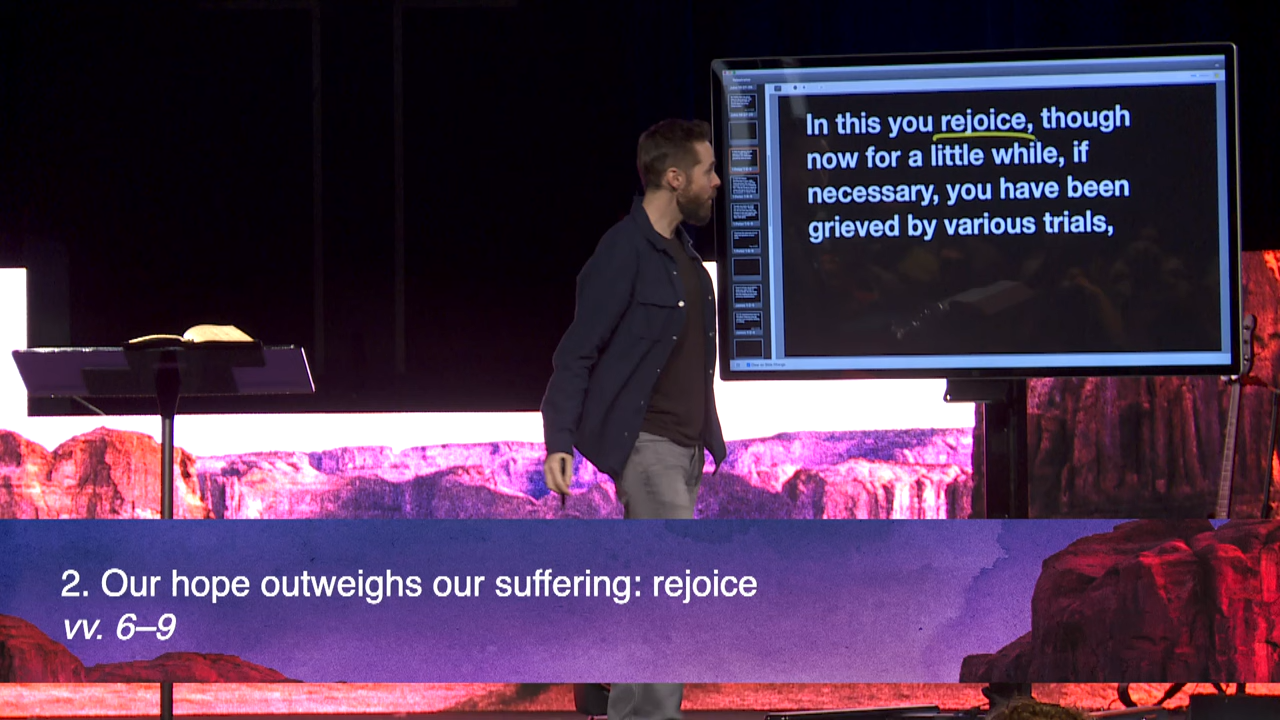 In this you rejoice, though
now for a little while, if
necessary, you have been
grieved by various trials,
2. Our hope outweighs our suffering: rejoice
vv. 6–9